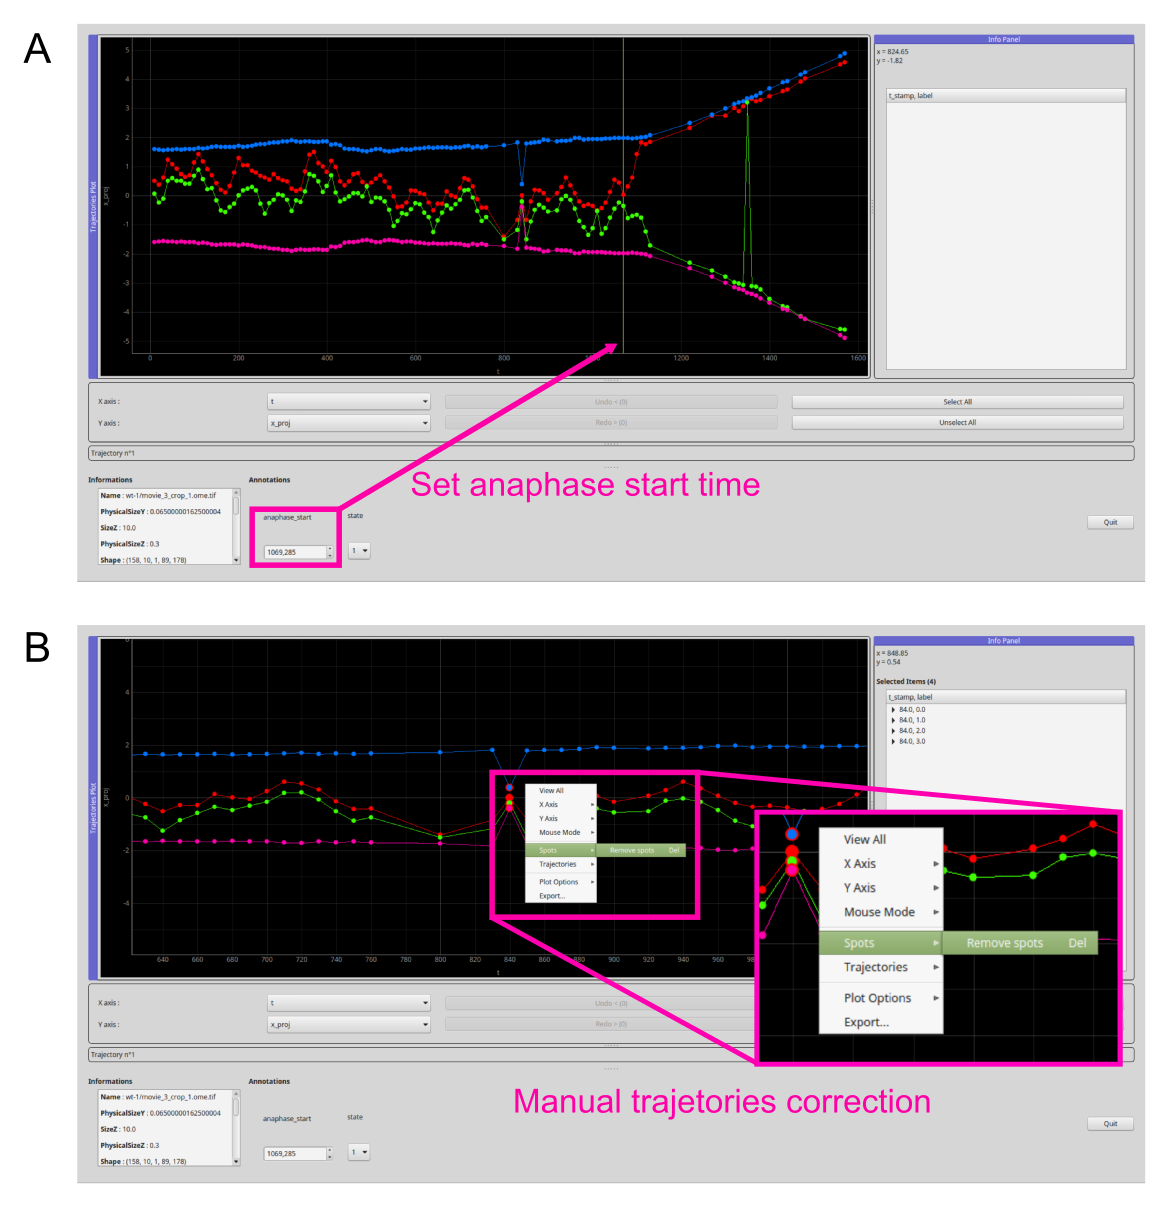 A
Info Panel
x = 824.65
y = -1.82
t_stamp, label
Trajectories Plot
x_proj
5
4
3
2
1
0
-1
-2
-3
-4
-5
0 200 400 600 800 1200 1400 1600
t
X axis : t Undo < (0) Select All
Y axis : x_proj Redo > (0) Unselect All
Trajectory n°1
Set anaphase start time
Informations Annotations
Name : wt-1/movie_3_crop_1.ome.tif
PhysicalSizeY : 0.06500000162500004
SizeZ : 10.0
PhysicalSizeZ : 0.3
Shape : (158, 10, 1, 89, 178)
anaphase_start state
1069,285 1
Quit
B
Info Panel
x = 848.85
y = 0.54
Selected Items (4)
t_stamp, label
84.0, 0.0
84.0, 1.0
84.0, 2.0
84.0, 3.0
Trajectories Plot
x_proj
4
2
0
-2
-4
640 660 680 700 720 740 760 780 800 820 840 860 880 900 920 940 960
t
View All
X Axis
Y Axis
Mouse Mode
Spots Remove spots Del
Trajectories
Plot Options
Export...
View All
X Axis
Y Axis
Mouse Mode
Spots Remove spots Del
Trajectories
Plot Options
Export...
X axis : t Undo < (0)
Y axis : x_proj Redo > (0)
Trajectory n°1
Manual trajetories correction
Informations Annotations
Name : wt-1/movie_3_crop_1.ome.tif
PhysicalSizeY : 0.06500000162500004
SizeZ : 10.0
PhysicalSizeZ : 0.3
Shape : (158, 10, 1, 89, 178)
anaphase_start state
1069,285 1
Quit